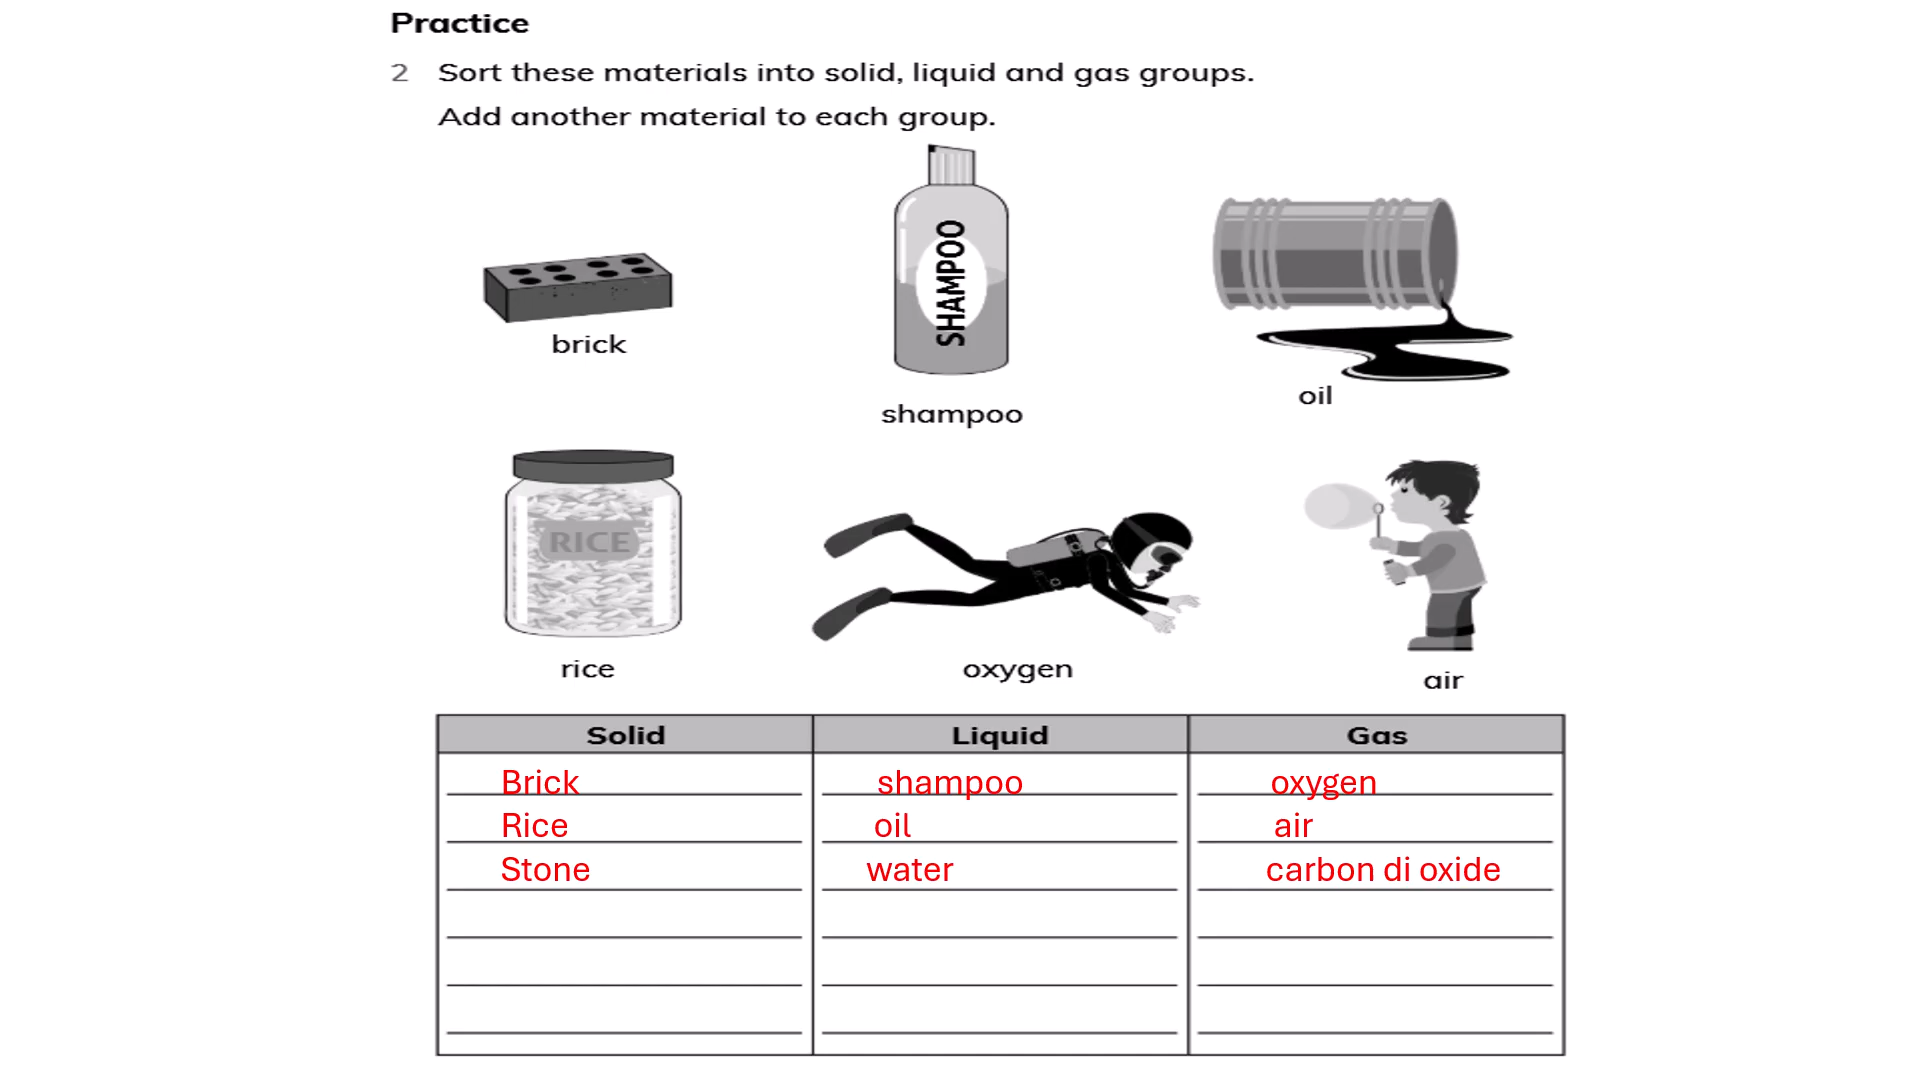 Practice
2 Sort these materials into solid, liquid and gas groups.
Add another material to each group.
SHAMPOO
brick
shampoo
oil
RICE
rice
oxygen
air
Solid Liquid Gas
Brick shampoo oxygen
Rice oil air
Stone water carbon di oxide